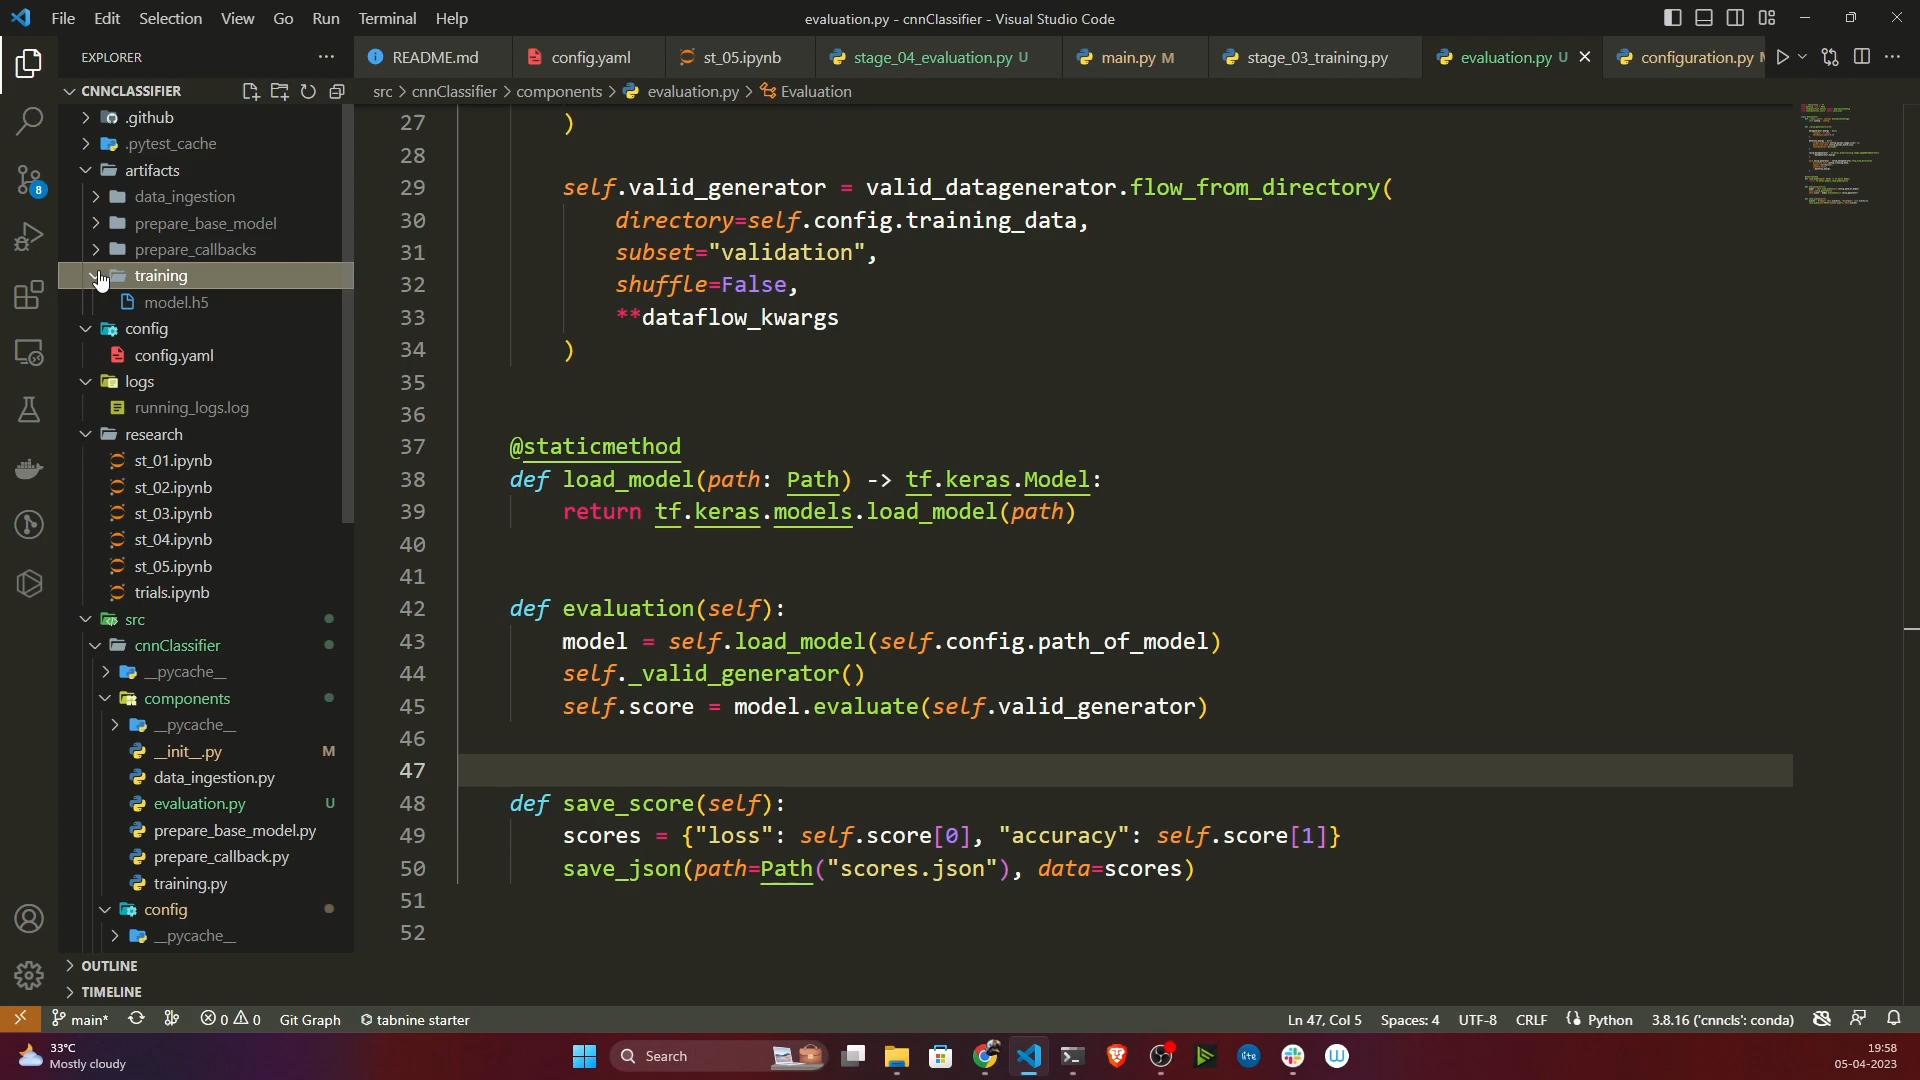 File Edit Selection View Go Run Terminal Help
evaluation.py - cnnClassifier - Visual Studio Code
EXPLORER
README.md
config.yaml
st_05.ipynb
stage_04_evaluation.py U
main.py M
stage_03_training.py
evaluation.py U
configuration.py M
CNNCLASSIFIER
src > cnnClassifier > components > evaluation.py > Evaluation
.github
.pytest_cache
artifacts
data_ingestion
prepare_base_model
prepare_callbacks
training
model.h5
config
config.yaml
logs
running_logs.log
research
st_01.ipynb
st_02.ipynb
st_03.ipynb
st_04.ipynb
st_05.ipynb
trials.ipynb
src
cnnClassifier
__pycache__
components
__pycache__
__init__.py M
data_ingestion.py
evaluation.py U
prepare_base_model.py
prepare_callback.py
training.py
config
__pycache__
OUTLINE
TIMELINE
8
27 )
28
29 self.valid_generator = valid_datagenerator.flow_from_directory(
30 directory=self.config.training_data,
31 subset="validation",
32 shuffle=False,
33 **dataflow_kwargs
34 )
35
36
37 @staticmethod
38 def load_model(path: Path) -> tf.keras.Model:
39 return tf.keras.models.load_model(path)
40
41
42 def evaluation(self):
43 model = self.load_model(self.config.path_of_model)
44 self._valid_generator()
45 self.score = model.evaluate(self.valid_generator)
46
47
48 def save_score(self):
49 scores = {"loss": self.score[0], "accuracy": self.score[1]}
50 save_json(path=Path("scores.json"), data=scores)
51
52
main* 0 0 Git Graph tabnine starter
Ln 47, Col 5 Spaces: 4 UTF-8 CRLF Python 3.8.16 ('cnncls': conda)
33°C
Mostly cloudy
Search
lite
19:58
05-04-2023